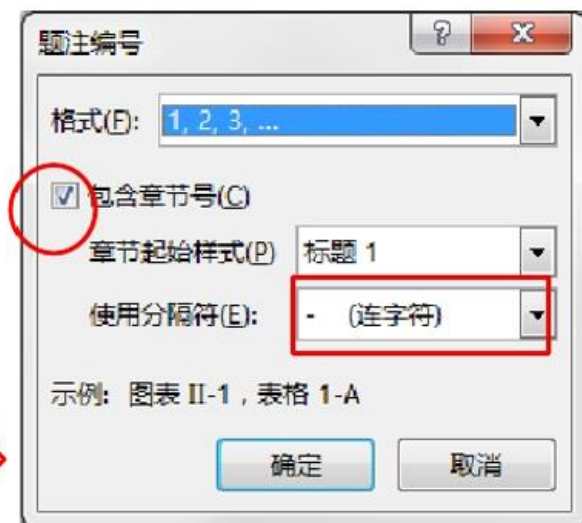 题注编号
格式(F): 1, 2, 3, ...
包含章节号(C)
章节起始样式(P) 标题 1
使用分隔符(E): - (连字符)
示例: 图表 II-1，表格 1-A
确定 取消